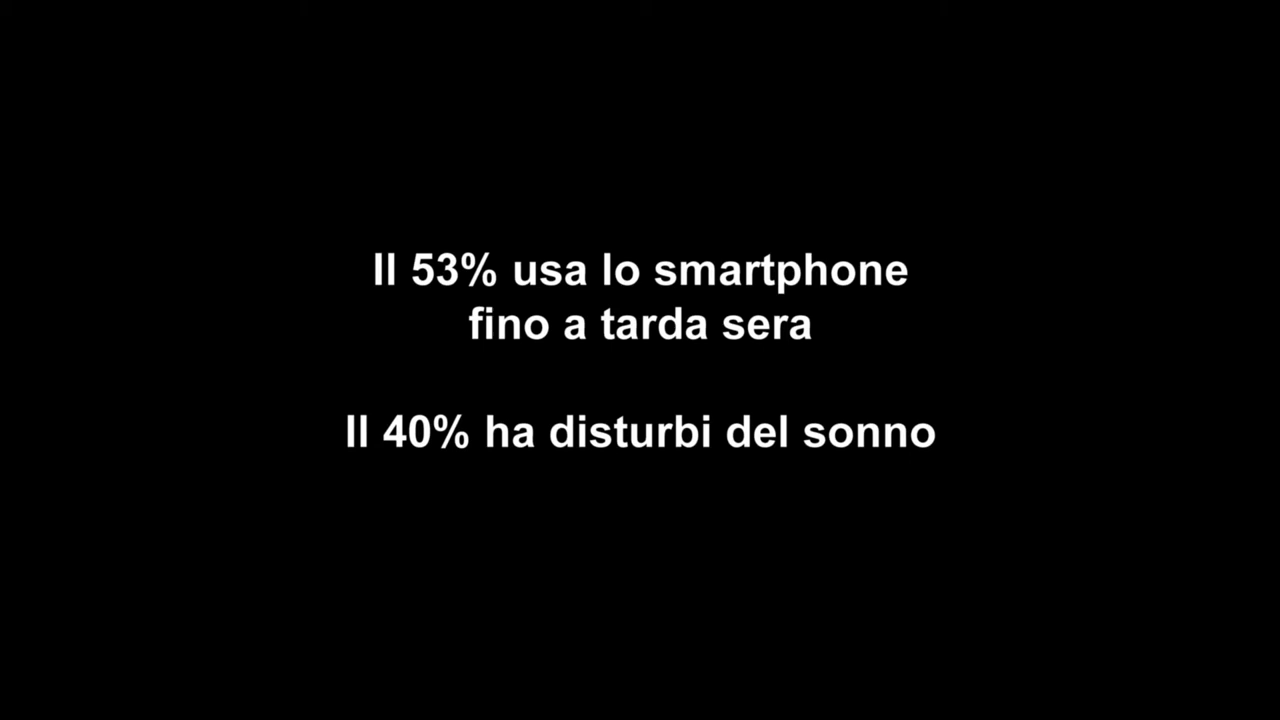 Il 53% usa lo smartphone
fino a tarda sera
Il 40% ha disturbi del sonno